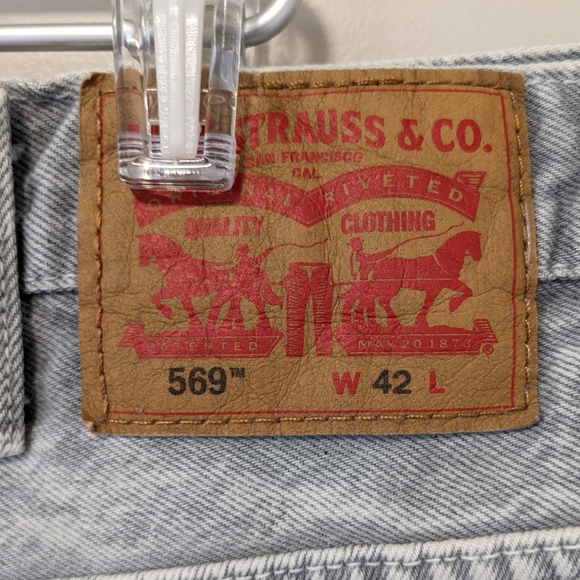 STRAUSS & CO.
SAN FRANCISCO
CAL.
ORIGINAL RIVETED
QUALITY CLOTHING
PATENTED MAY 20 1873 ®
569™ W 42 L